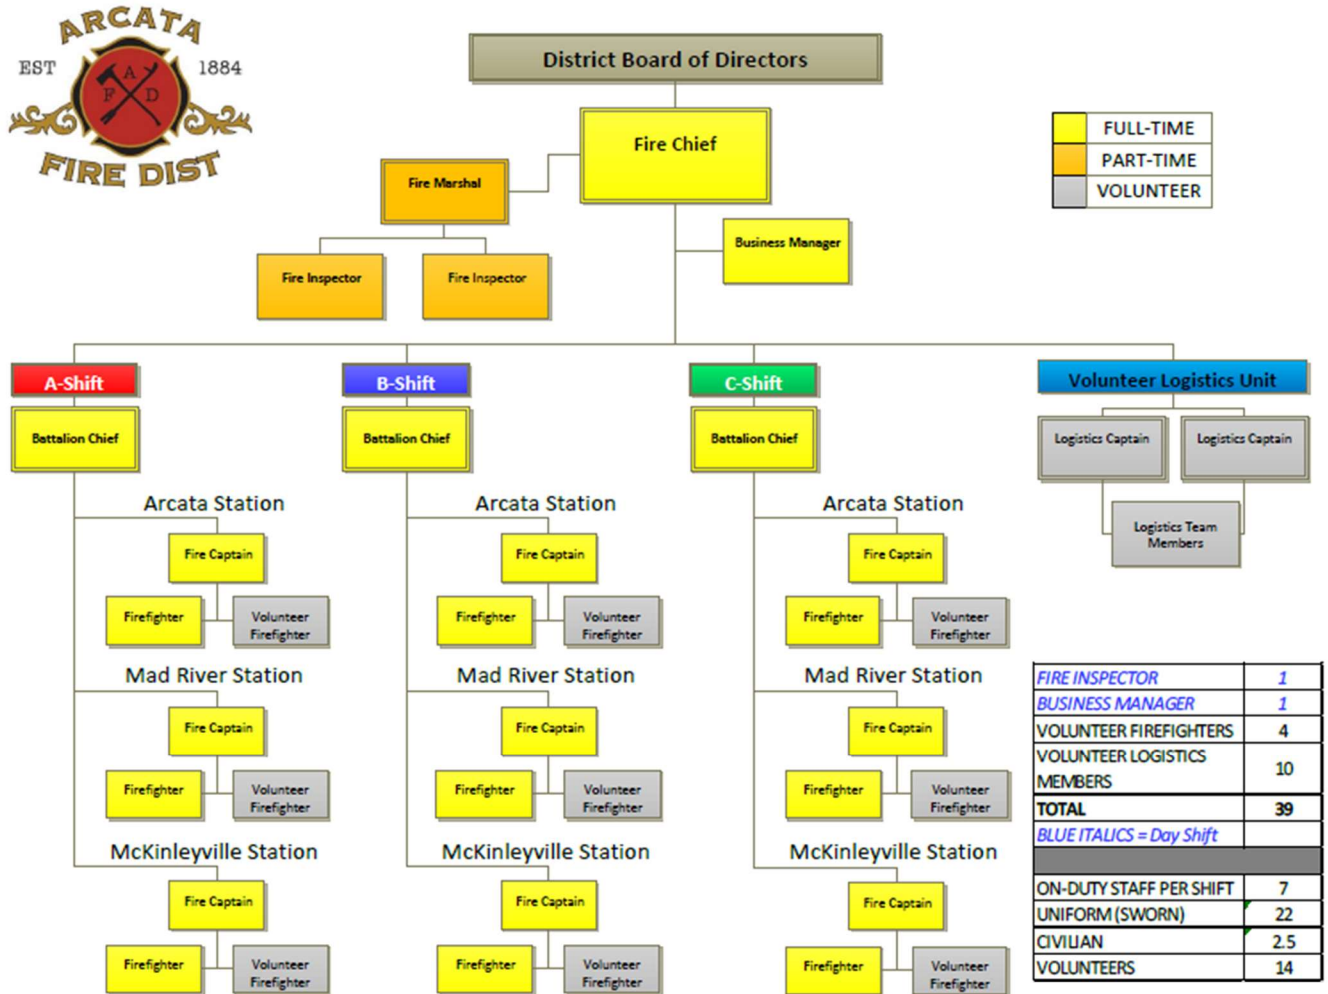 ARCATA
EST 1884
A
F D
FIRE DIST
District Board of Directors
Fire Chief
FULL-TIME
PART-TIME
VOLUNTEER
Fire Marshal
Business Manager
Fire Inspector Fire Inspector
A-Shift B-Shift C-Shift Volunteer Logistics Unit
Battalion Chief Battalion Chief Battalion Chief Logistics Captain Logistics Captain
Arcata Station Arcata Station Arcata Station
Logistics Team
Members
Fire Captain Fire Captain Fire Captain
Firefighter Volunteer Firefighter Volunteer Firefighter Volunteer
Firefighter Firefighter Firefighter
Mad River Station Mad River Station Mad River Station
Fire Captain Fire Captain Fire Captain
Firefighter Volunteer Firefighter Volunteer Firefighter Volunteer
Firefighter Firefighter Firefighter
McKinleyville Station McKinleyville Station McKinleyville Station
Fire Captain Fire Captain Fire Captain
Firefighter Volunteer Firefighter Volunteer Firefighter Volunteer
Firefighter Firefighter Firefighter
FIRE INSPECTOR 1
BUSINESS MANAGER 1
VOLUNTEER FIREFIGHTERS 4
VOLUNTEER LOGISTICS
MEMBERS 10
TOTAL 39
BLUE ITALICS = Day Shift
ON-DUTY STAFF PER SHIFT 7
UNIFORM (SWORN) 22
CIVILIAN 2.5
VOLUNTEERS 14